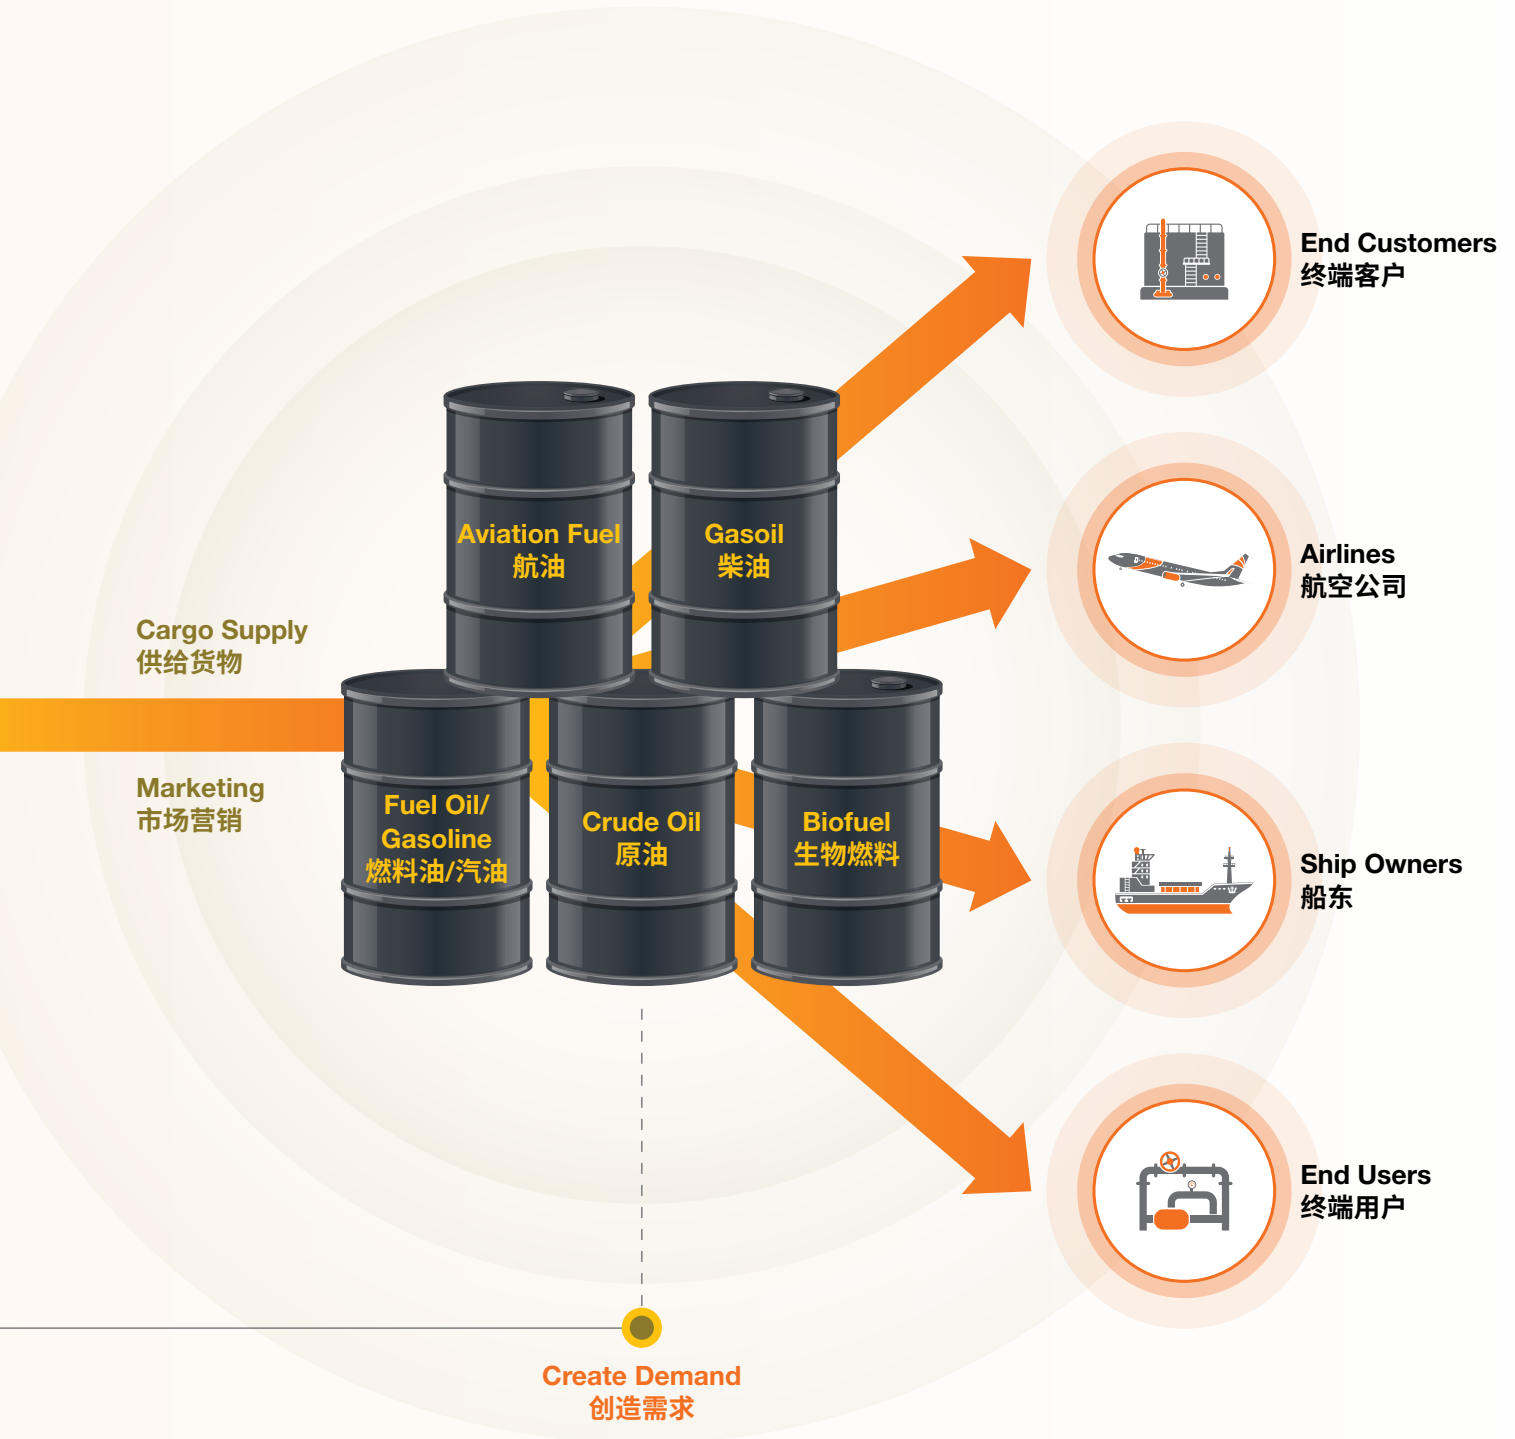 Cargo Supply
供给货物
Marketing
市场营销
Aviation Fuel
航油
Gasoil
柴油
Fuel Oil/
Gasoline
燃料油/汽油
Crude Oil
原油
Biofuel
生物燃料
End Customers
终端客户
Airlines
航空公司
Ship Owners
船东
End Users
终端用户
Create Demand
创造需求